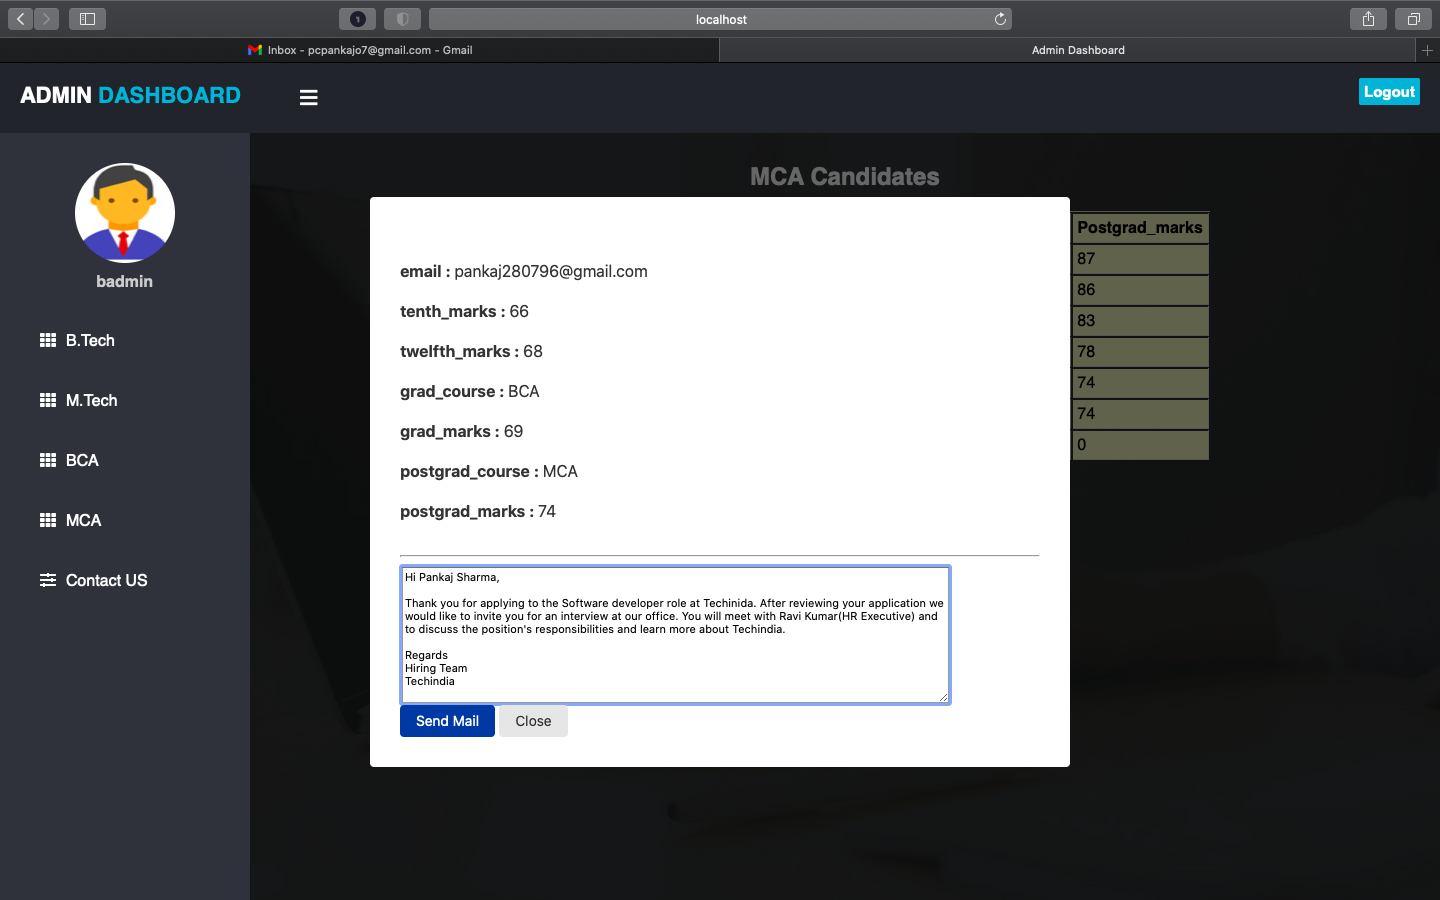 localhost
Inbox - pcpankajo7@gmail.com - Gmail
Admin Dashboard
ADMIN DASHBOARD
Logout
badmin
B.Tech
M.Tech
BCA
MCA
Contact US
MCA Candidates
Postgrad_marks
87
86
83
78
74
74
0
email : pankaj280796@gmail.com
tenth_marks : 66
twelfth_marks : 68
grad_course : BCA
grad_marks : 69
postgrad_course : MCA
postgrad_marks : 74
Hi Pankaj Sharma,
Thank you for applying to the Software developer role at Techinida. After reviewing your application we
would like to invite you for an interview at our office. You will meet with Ravi Kumar(HR Executive) and
to discuss the position's responsibilities and learn more about Techindia.
Regards
Hiring Team
Techindia
Send Mail
Close